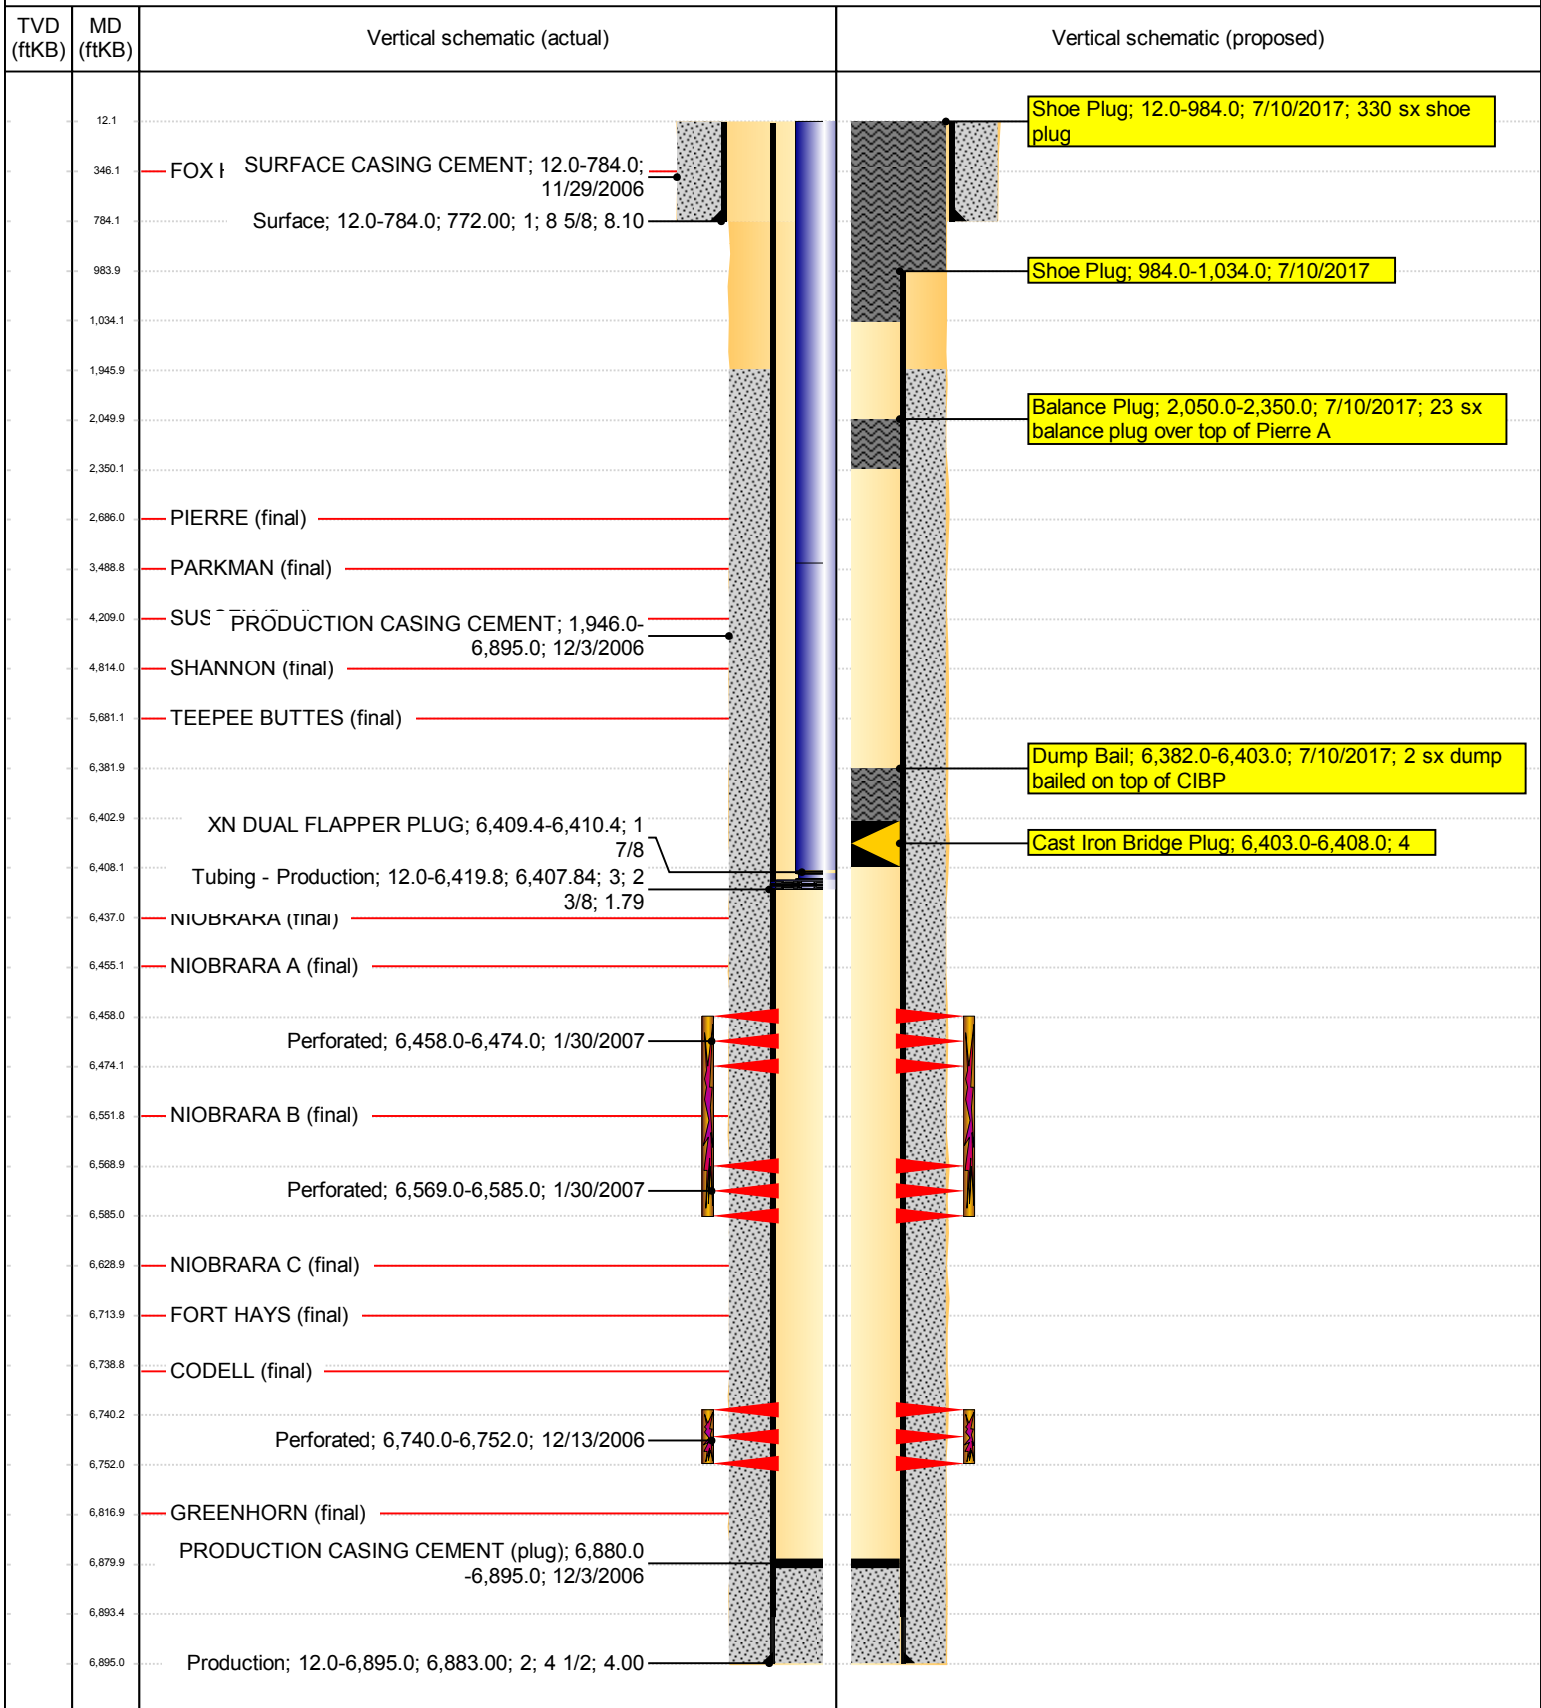 TVD (ftKB)
MD (ftKB)
Vertical schematic (actual)
Vertical schematic (proposed)
12.1
Shoe Plug; 12.0-984.0; 7/10/2017; 330 sx shoe
plug
346.1
FOX
SURFACE CASING CEMENT; 12.0-784.0;
11/29/2006
784.1
Surface; 12.0-784.0; 772.00; 1; 8 5/8; 8.10
983.9
Shoe Plug; 984.0-1,034.0; 7/10/2017
1,034.1
1,945.9
2,049.9
Balance Plug; 2,050.0-2,350.0; 7/10/2017; 23 sx
balance plug over top of Pierre A
2,350.1
2,686.0
PIERRE (final)
3,488.8
PARKMAN (final)
4,209.0
PRODUCTION CASING CEMENT; 1,946.0-
6,895.0; 12/3/2006
4,814.0
SHANNON (final)
5,681.1
TEEPEE BUTTES (final)
6,381.9
Dump Bail; 6,382.0-6,403.0; 7/10/2017; 2 sx dump
bailed on top of CIBP
6,402.9
XN DUAL FLAPPER PLUG; 6,409.4-6,410.4; 1
7/8
Cast Iron Bridge Plug; 6,403.0-6,408.0; 4
6,408.1
Tubing - Production; 12.0-6,419.8; 6,407.84; 3; 2
3/8; 1.79
6,437.0
NIOBRARA (final)
6,455.1
NIOBRARA A (final)
6,458.0
Perforated; 6,458.0-6,474.0; 1/30/2007
6,474.1
6,551.8
NIOBRARA B (final)
6,568.9
Perforated; 6,569.0-6,585.0; 1/30/2007
6,585.0
6,628.9
NIOBRARA C (final)
6,713.9
FORT HAYS (final)
6,738.8
CODELL (final)
6,740.2
Perforated; 6,740.0-6,752.0; 12/13/2006
6,752.0
6,816.9
GREENHORN (final)
6,879.9
PRODUCTION CASING CEMENT (plug); 6,880.0
-6,895.0; 12/3/2006
6,893.4
6,895.0
Production; 12.0-6,895.0; 6,883.00; 2; 4 1/2; 4.00